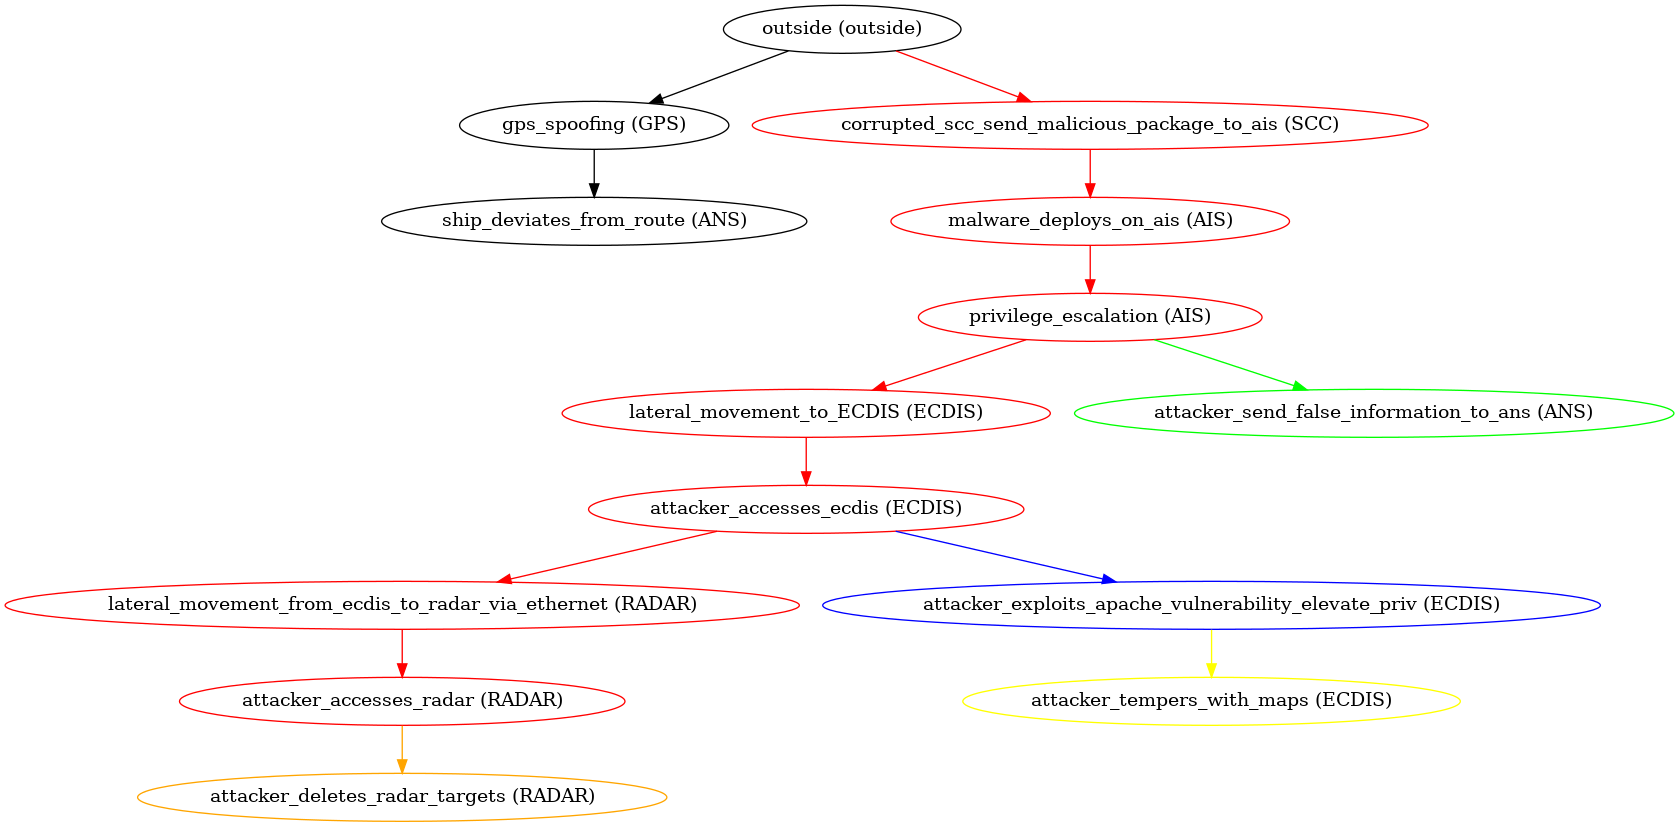 outside (outside)
gps_spoofing (GPS)
corrupted_scc_send_malicious_package_to_ais (SCC)
ship_deviates_from_route (ANS)
malware_deploys_on_ais (AIS)
privilege_escalation (AIS)
lateral_movement_to_ECDIS (ECDIS)
attacker_send_false_information_to_ans (ANS)
attacker_accesses_ecdis (ECDIS)
lateral_movement_from_ecdis_to_radar_via_ethernet (RADAR)
attacker_exploits_apache_vulnerability_elevate_priv (ECDIS)
attacker_accesses_radar (RADAR)
attacker_tempers_with_maps (ECDIS)
attacker_deletes_radar_targets (RADAR)